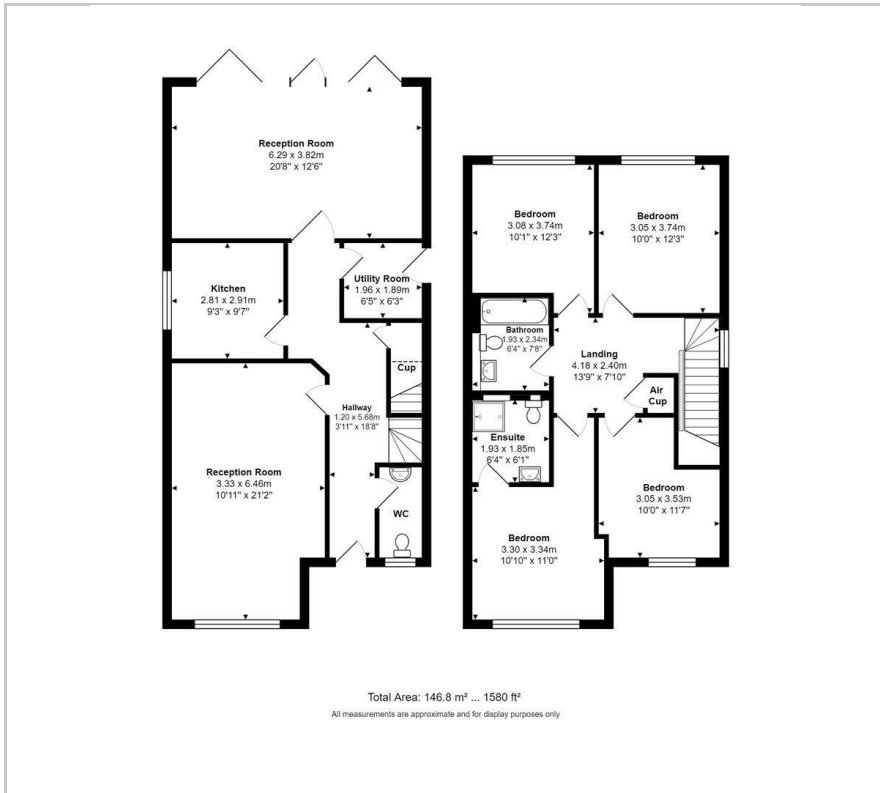 Reception Room
6.29 x 3.82m
20'8" x 12'6"
Kitchen
2.81 x 2.91m
9'3" x 9'7"
Utility Room
1.96 x 1.89m
6'5" x 6'3"
Cup
Hallway
1.20 x 5.68m
3'11" x 18'8"
Reception Room
3.33 x 6.46m
10'11" x 21'2"
WC
Bedroom
3.08 x 3.74m
10'1" x 12'3"
Bedroom
3.05 x 3.74m
10'0" x 12'3"
Bathroom
1.93 x 2.34m
6'4" x 7'8"
Landing
4.18 x 2.40m
13'9" x 7'10"
Air
Cup
Ensuite
1.93 x 1.85m
6'4" x 6'1"
Bedroom
3.05 x 3.53m
10'0" x 11'7"
Bedroom
3.30 x 3.34m
10'10" x 11'0"
Total Area: 146.8 m² ... 1580 ft²
All measurements are approximate and for display purposes only